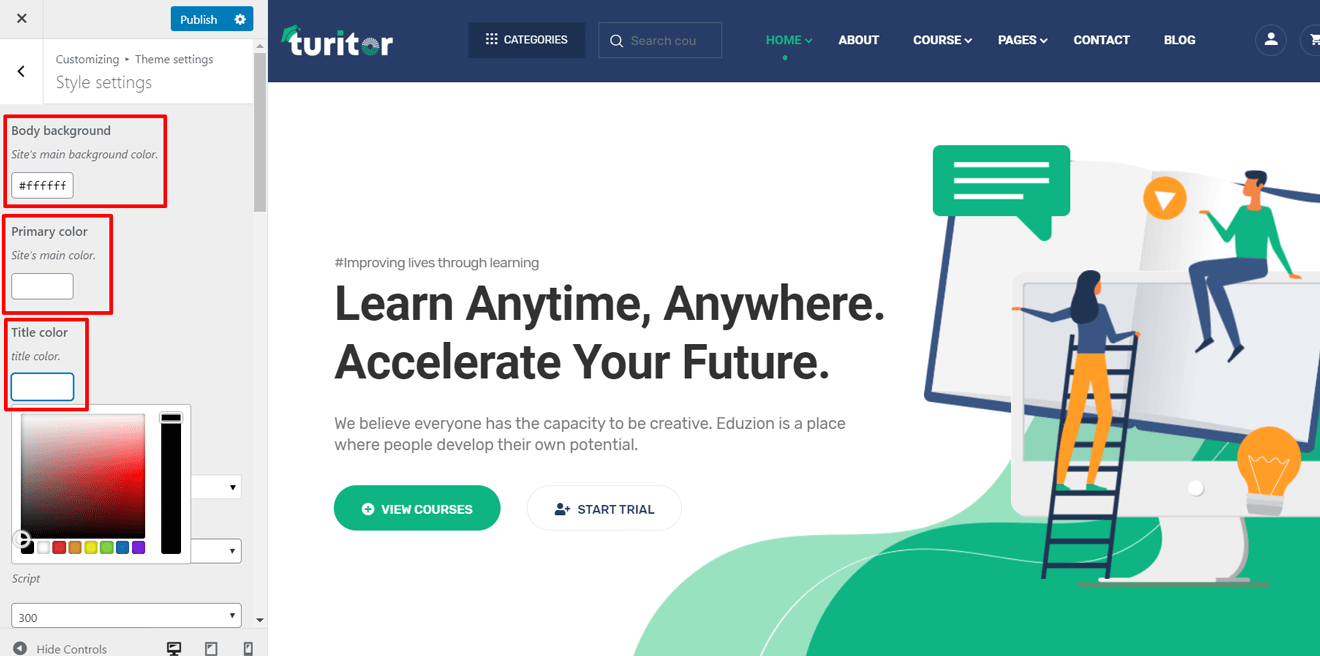 Publish
Customizing ▸ Theme settings
Style settings
Body background
Site's main background color.
#ffffff
Primary color
Site's main color.
Title color
title color.
Script
300
Hide Controls
turitor
CATEGORIES
Search cou
HOME
ABOUT
COURSE
PAGES
CONTACT
BLOG
#Improving lives through learning
Learn Anytime, Anywhere.
Accelerate Your Future.
We believe everyone has the capacity to be creative. Eduzion is a place
where people develop their own potential.
VIEW COURSES
START TRIAL